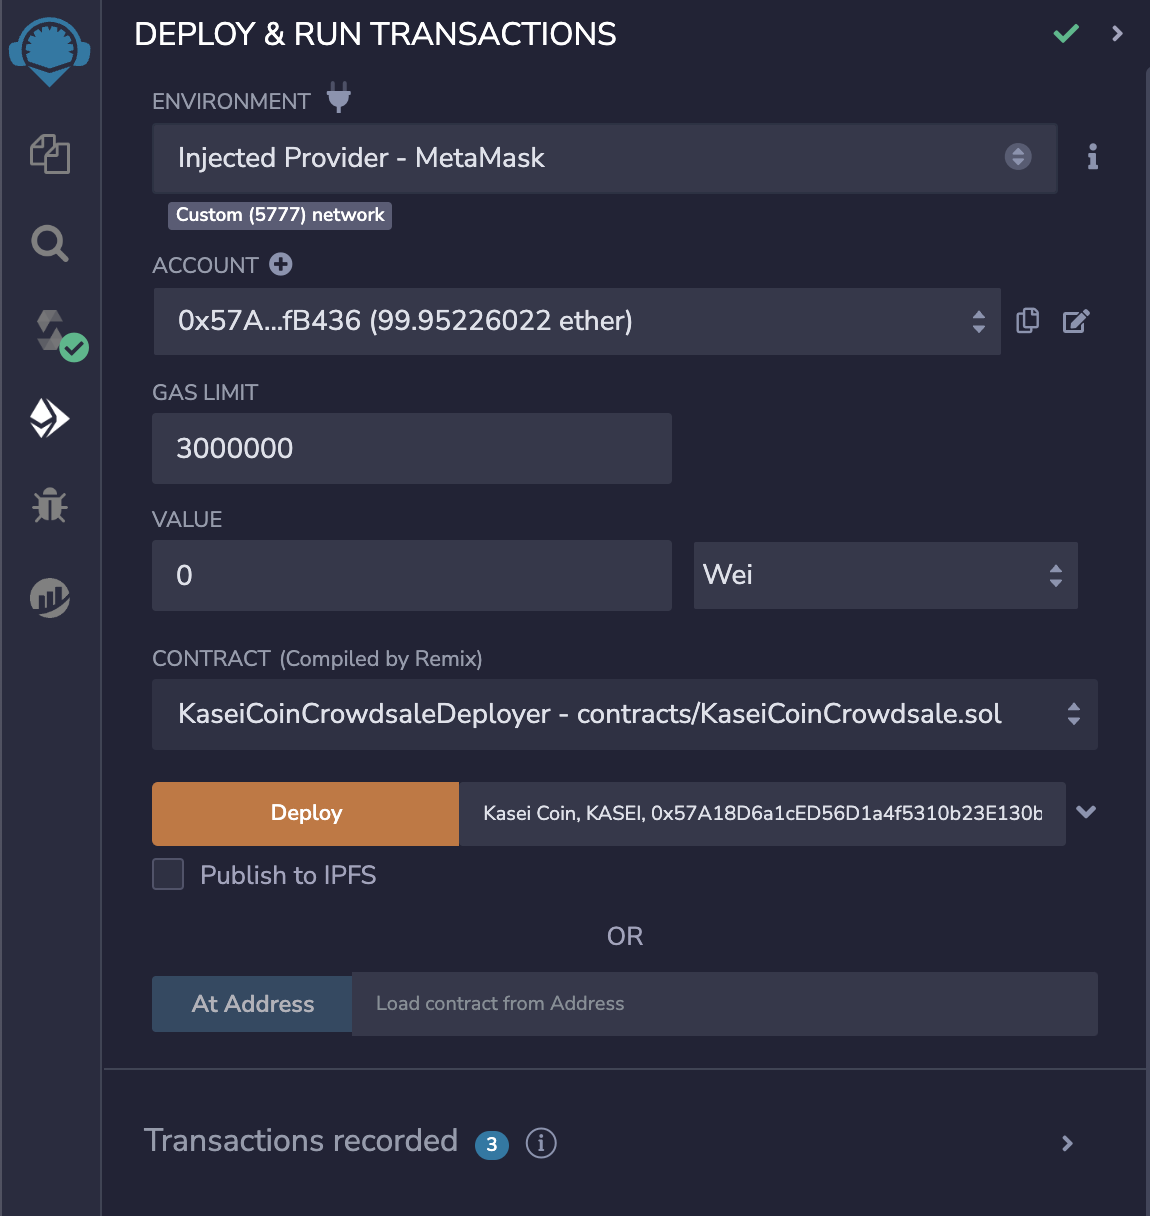 DEPLOY & RUN TRANSACTIONS
ENVIRONMENT
Injected Provider - MetaMask
Custom (5777) network
ACCOUNT
0x57A...fB436 (99.95226022 ether)
GAS LIMIT
3000000
VALUE
0
Wei
CONTRACT (Compiled by Remix)
KaseiCoinCrowdsaleDeployer - contracts/KaseiCoinCrowdsale.sol
Deploy
Kasei Coin, KASEI, 0x57A18D6a1cED56D1a4f5310b23E130b
Publish to IPFS
OR
At Address
Load contract from Address
Transactions recorded 3